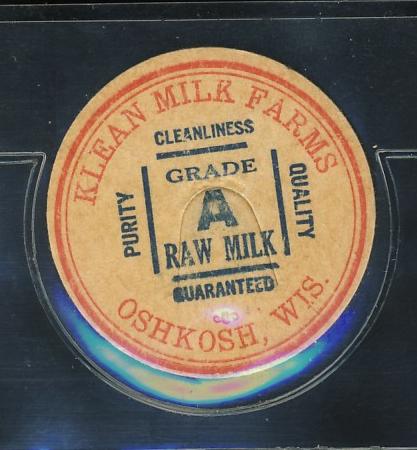 KLEAN MILK FARMS
CLEANLINESS
PURITY
GRADE
A
RAW MILK
QUALITY
GUARANTEED
OSHKOSH, WIS.